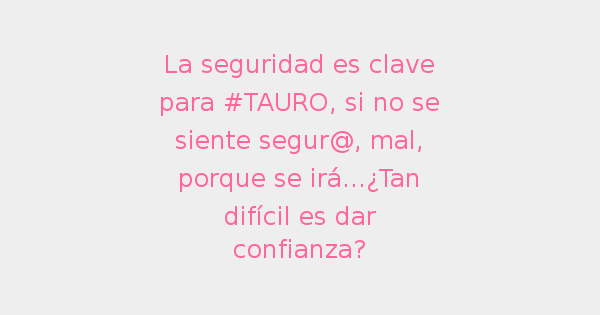 La seguridad es clave
para #TAURO, si no se
siente segur@, mal,
porque se irá...¿Tan
difícil es dar
confianza?